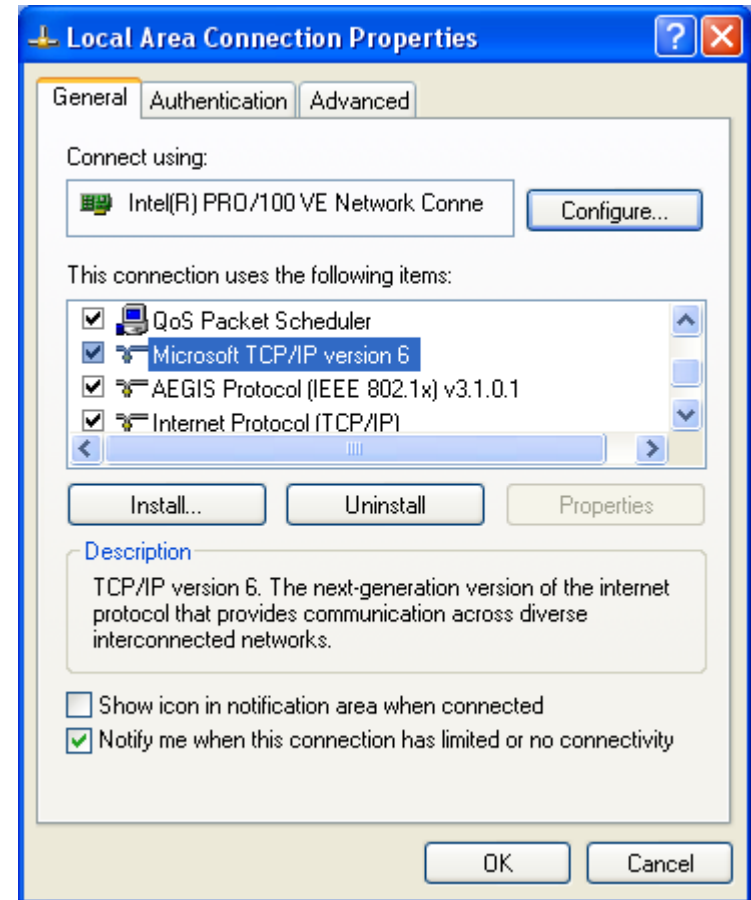 Local Area Connection Properties
General Authentication Advanced
Connect using:
Intel(R) PRO/100 VE Network Conne
Configure...
This connection uses the following items:
QoS Packet Scheduler
Microsoft TCP/IP version 6
AEGIS Protocol (IEEE 802.1x) v3.1.0.1
Internet Protocol (TCP/IP)
Install... Uninstall Properties
Description
TCP/IP version 6. The next-generation version of the internet
protocol that provides communication across diverse
interconnected networks.
Show icon in notification area when connected
Notify me when this connection has limited or no connectivity
OK Cancel